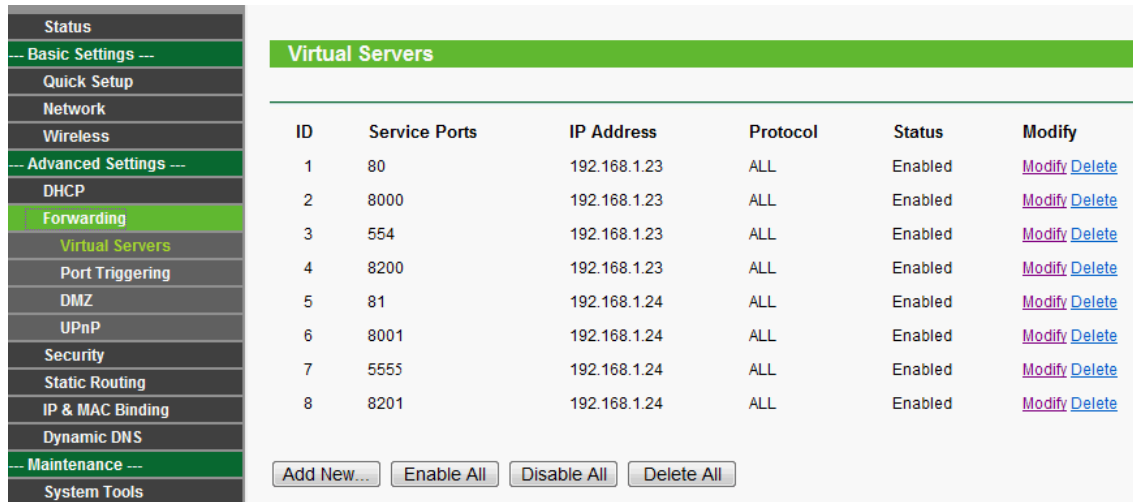 Status
--- Basic Settings ---
Quick Setup
Network
Wireless
--- Advanced Settings ---
DHCP
Forwarding
Virtual Servers
Port Triggering
DMZ
UPnP
Security
Static Routing
IP & MAC Binding
Dynamic DNS
--- Maintenance ---
System Tools
Virtual Servers
ID Service Ports IP Address Protocol Status Modify
1 80 192.168.1.23 ALL Enabled Modify Delete
2 8000 192.168.1.23 ALL Enabled Modify Delete
3 554 192.168.1.23 ALL Enabled Modify Delete
4 8200 192.168.1.23 ALL Enabled Modify Delete
5 81 192.168.1.24 ALL Enabled Modify Delete
6 8001 192.168.1.24 ALL Enabled Modify Delete
7 5555 192.168.1.24 ALL Enabled Modify Delete
8 8201 192.168.1.24 ALL Enabled Modify Delete
Add New... Enable All Disable All Delete All